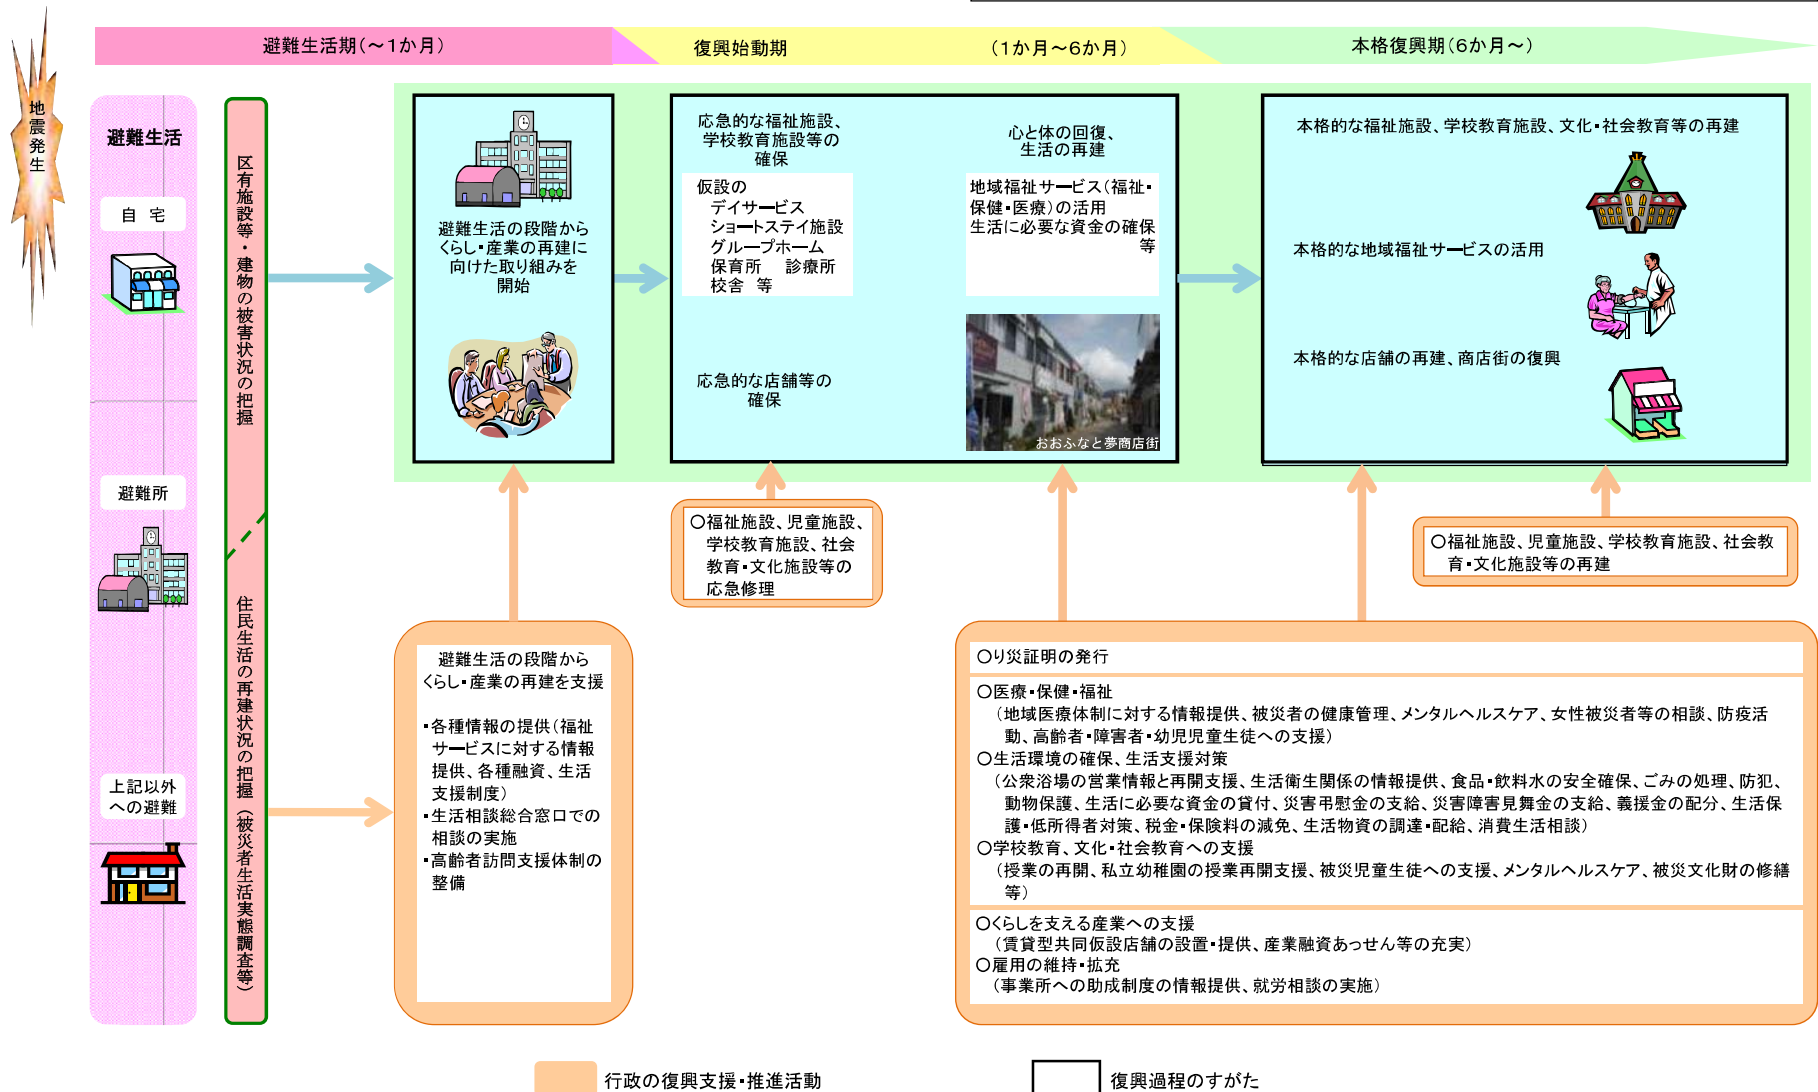 避難生活期(～1か月)
復興始動期
(1か月～6か月)
本格復興期(6か月～)
地震発生
避難生活
自 宅
避難所
上記以外
への避難
区有施設等・建物の被害状況の把握
住民生活の再建状況の把握(被災者生活実態調査等)
避難生活の段階から
くらし・産業の再建に
向けた取り組みを
開始
応急的な福祉施設、
学校教育施設等の
確保
仮設の
デイサービス
ショートステイ施設
グループホーム
保育所 診療所
校舎 等
応急的な店舗等の
確保
心と体の回復、
生活の再建
地域福祉サービス(福祉・
保健・医療)の活用
生活に必要な資金の確保
等
おおふなと夢商店街
本格的な福祉施設、学校教育施設、文化・社会教育等の再建
本格的な地域福祉サービスの活用
本格的な店舗の再建、商店街の復興
○福祉施設、児童施設、
学校教育施設、社会
教育・文化施設等の
応急修理
○福祉施設、児童施設、学校教育施設、社会教
育・文化施設等の再建
避難生活の段階から
くらし・産業の再建を支援
・各種情報の提供(福祉
サービスに対する情報
提供、各種融資、生活
支援制度)
・生活相談総合窓口での
相談の実施
・高齢者訪問支援体制の
整備
○り災証明の発行
○医療・保健・福祉
(地域医療体制に対する情報提供、被災者の健康管理、メンタルヘルスケア、女性被災者等の相談、防疫活
動、高齢者・障害者・幼児児童生徒への支援)
○生活環境の確保、生活支援対策
(公衆浴場の営業情報と再開支援、生活衛生関係の情報提供、食品・飲料水の安全確保、ごみの処理、防犯、
動物保護、生活に必要な資金の貸付、災害弔慰金の支給、災害障害見舞金の支給、義援金の配分、生活保
護・低所得者対策、税金・保険料の減免、生活物資の調達・配給、消費生活相談)
○学校教育、文化・社会教育への支援
(授業の再開、私立幼稚園の授業再開支援、被災児童生徒への支援、メンタルヘルスケア、被災文化財の修繕
等)
○くらしを支える産業への支援
(賃貸型共同仮設店舗の設置・提供、産業融資あっせん等の充実)
○雇用の維持・拡充
(事業所への助成制度の情報提供、就労相談の実施)
行政の復興支援・推進活動
復興過程のすがた